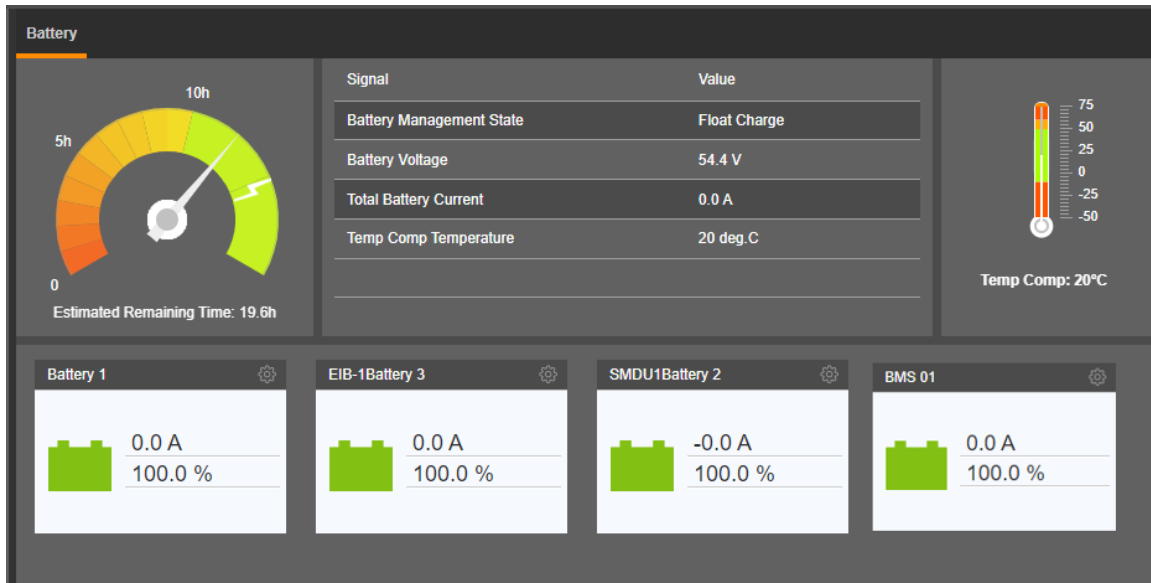 Battery
10h
5h
0
Estimated Remaining Time: 19.6h
Signal Value
Battery Management State Float Charge
Battery Voltage 54.4 V
Total Battery Current 0.0 A
Temp Comp Temperature 20 deg.C
75
50
25
0
-25
-50
Temp Comp: 20°C
Battery 1
0.0 A
100.0 %
EIB-1Battery 3
0.0 A
100.0 %
SMDU1Battery 2
-0.0 A
100.0 %
BMS 01
0.0 A
100.0 %